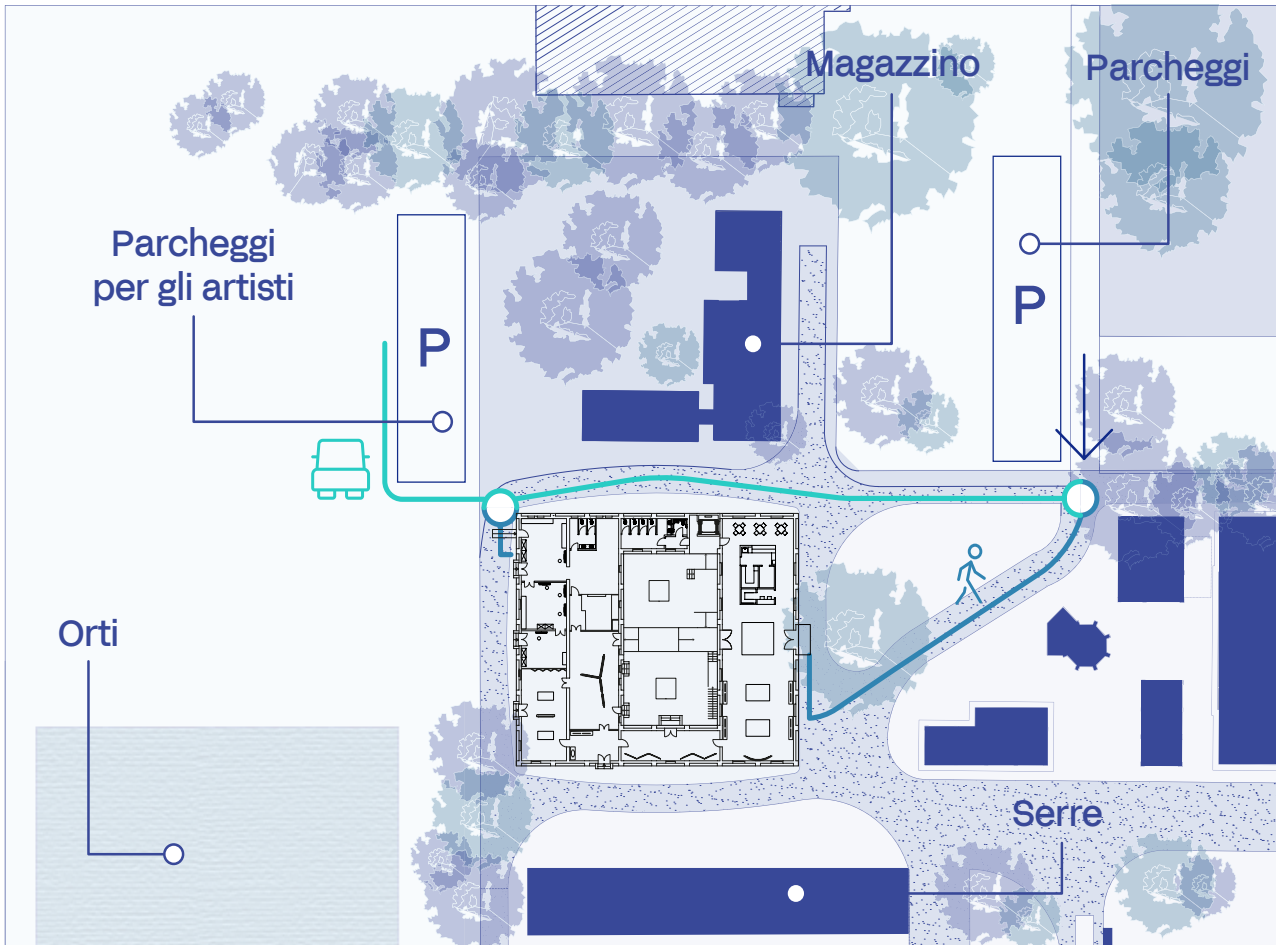 Magazzino
Parcheggi
Parcheggi
per gli artisti
P
P
Orti
Serre